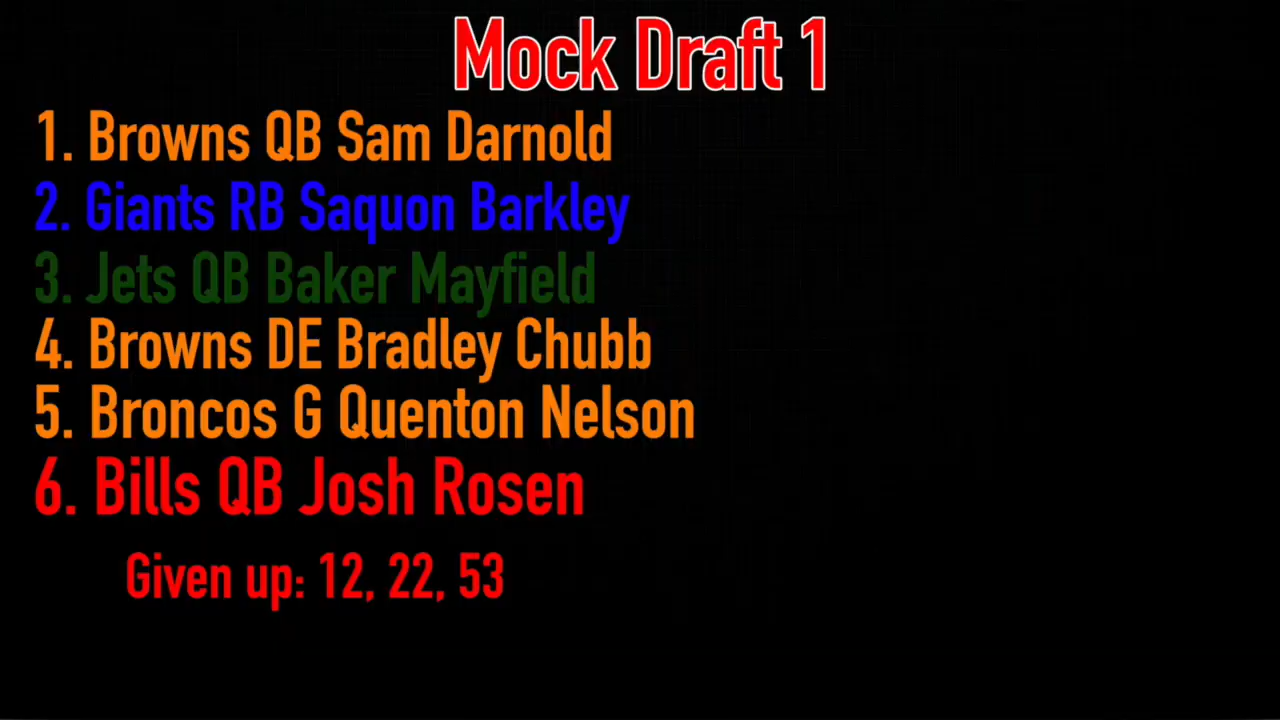 Mock Draft 1
1. Browns QB Sam Darnold
2. Giants RB Saquon Barkley
3. Jets QB Baker Mayfield
4. Browns DE Bradley Chubb
5. Broncos G Quenton Nelson
6. Bills QB Josh Rosen
Given up: 12, 22, 53